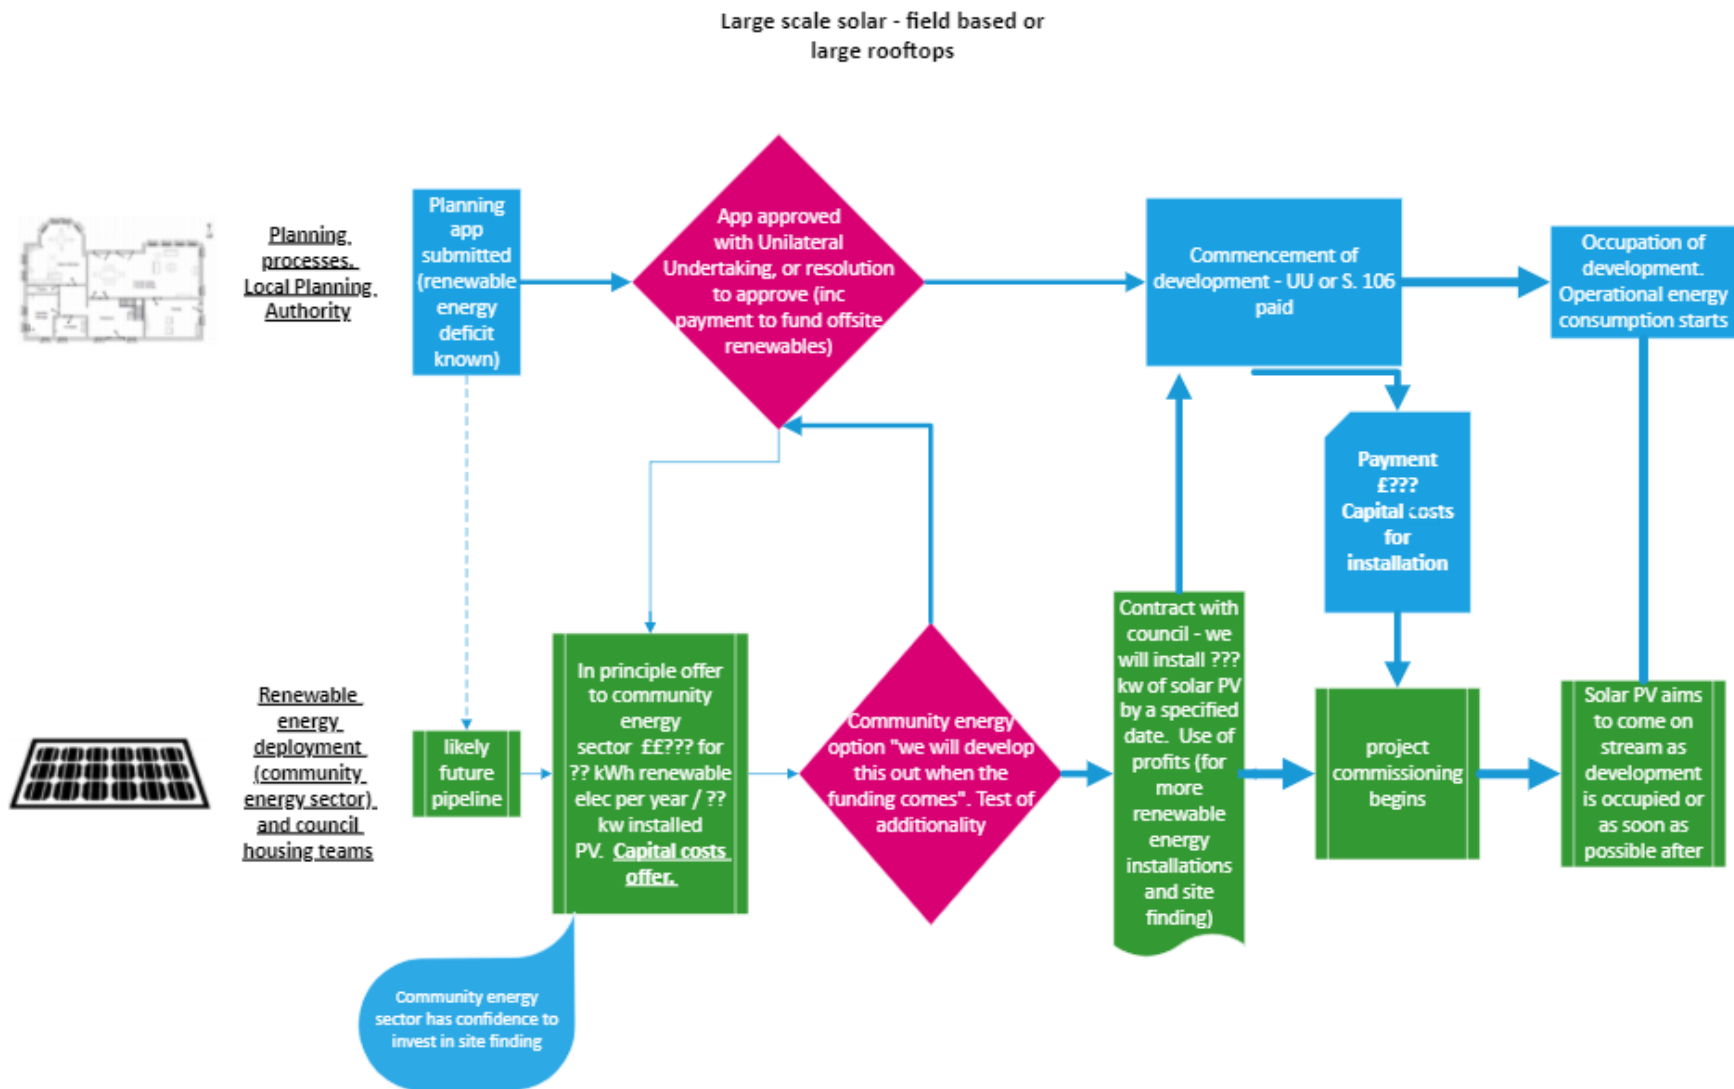 Large scale solar - field based or
large rooftops
Planning
processes.
Local Planning
Authority
Planning
app
submitted
(renewable
energy
deficit
known)
App approved
with Unilateral
Undertaking, or resolution
to approve (inc
payment to fund offsite
renewables)
Commencement of
development - UU or S. 106
paid
Occupation of
development.
Operational energy
consumption starts
Payment
£???
Capital costs
for
installation
Renewable
energy
deployment
(community
energy sector)
and council
housing teams
likely
future
pipeline
In principle offer
to community
energy
sector ££??? for
?? kWh renewable
elec per year / ??
kw installed
PV. Capital costs
offer.
Community energy
option "we will develop
this out when the
funding comes". Test of
additionality
Contract with
council - we
will install ???
kw of solar PV
by a specified
date. Use of
profits (for
more
renewable
energy
installations
and site
finding)
project
commissioning
begins
Solar PV aims
to come on
stream as
development
is occupied or
as soon as
possible after
Community energy
sector has confidence to
invest in site finding